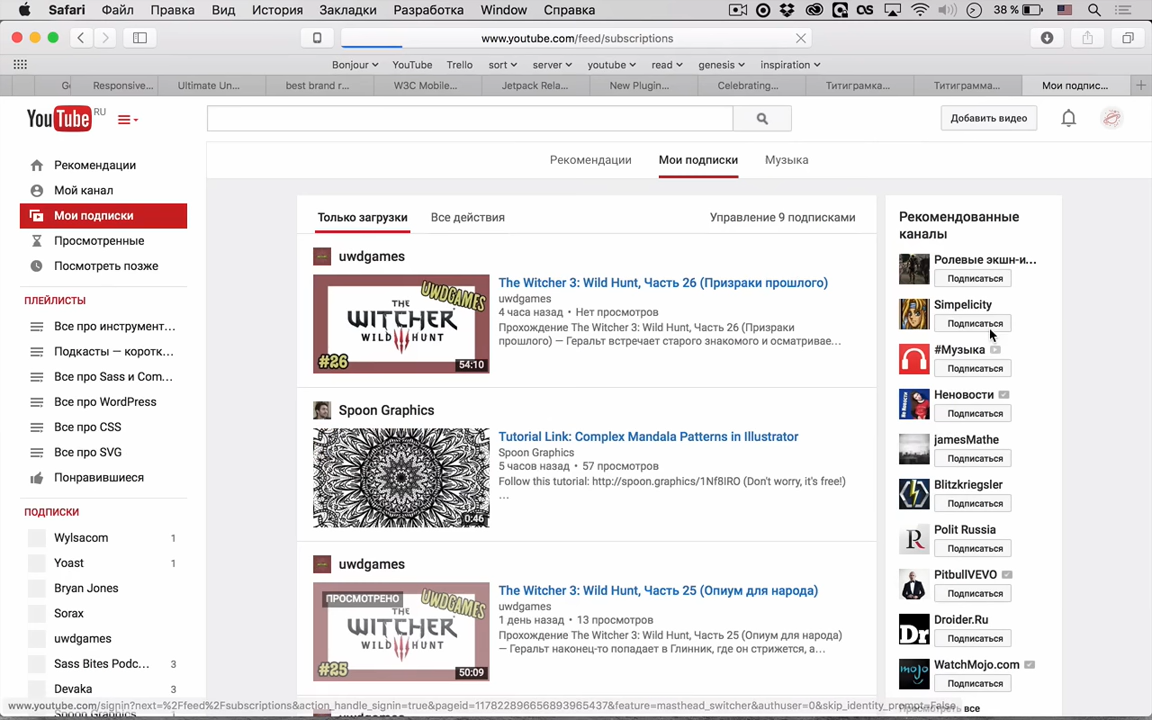 Safari Файл Правка Вид История Закладки Разработка Window Справка 38 %
www.youtube.com/feed/subscriptions
Bonjour YouTube Trello sort server youtube read genesis inspiration
Responsive... Ultimate Un... best brand r... W3C Mobile... Jetpack Rela... New Plugin... Celebrating... Титиграмка... Титиграмма... Мои подпис...
YouTube RU
Добавить видео
Рекомендации Мои подписки Музыка
Рекомендации
Мой канал
Мои подписки
Просмотренные
Посмотреть позже
ПЛЕЙЛИСТЫ
Все про инструмент...
Подкасты — коротк...
Все про Sass и Com...
Все про WordPress
Все про CSS
Все про SVG
Понравившиеся
ПОДПИСКИ
Wylsacom 1
Yoast 1
Bryan Jones
Sorax
uwdgames
Sass Bites Podc... 3
Devaka 3
Spoon Graphics
Только загрузки Все действия Управление 9 подписками
uwdgames
THE WITCHER WILD HUNT
UWDGAMES
#26
54:10
The Witcher 3: Wild Hunt, Часть 26 (Призраки прошлого)
uwdgames
4 часа назад • Нет просмотров
Прохождение The Witcher 3: Wild Hunt, Часть 26 (Призраки
прошлого) — Геральт встречает старого знакомого и осматривае...
Spoon Graphics
0:46
Tutorial Link: Complex Mandala Patterns in Illustrator
Spoon Graphics
5 часов назад • 57 просмотров
Follow this tutorial: http://spoon.graphics/1Nf8IRO (Don't worry, it's free!)
...
uwdgames
ПРОСМОТРЕНО
UWDGAMES
THE WITCHER WILD HUNT
#25
50:09
The Witcher 3: Wild Hunt, Часть 25 (Опиум для народа)
uwdgames
1 день назад • 13 просмотров
Прохождение The Witcher 3: Wild Hunt, Часть 25 (Опиум для народа)
— Геральт наконец-то попадает в Глинник, где он стрижется, а...
Рекомендованные
каналы
Ролевые экшн-и...
Подписаться
Simpelicity
Подписаться
#Музыка
Подписаться
Неновости
Подписаться
jamesMathe
Подписаться
Blitzkriegsler
Подписаться
Polit Russia
Подписаться
PitbullVEVO
Подписаться
Droider.Ru
Подписаться
WatchMojo.com
Подписаться
www.youtube.com/signin?next=%2Ffeed%2Fsubscriptions&action_handle_signin=true&pageid=117822896656893965437&feature=masthead_switcher&authuser=0&skip_identity_prompt=False
все